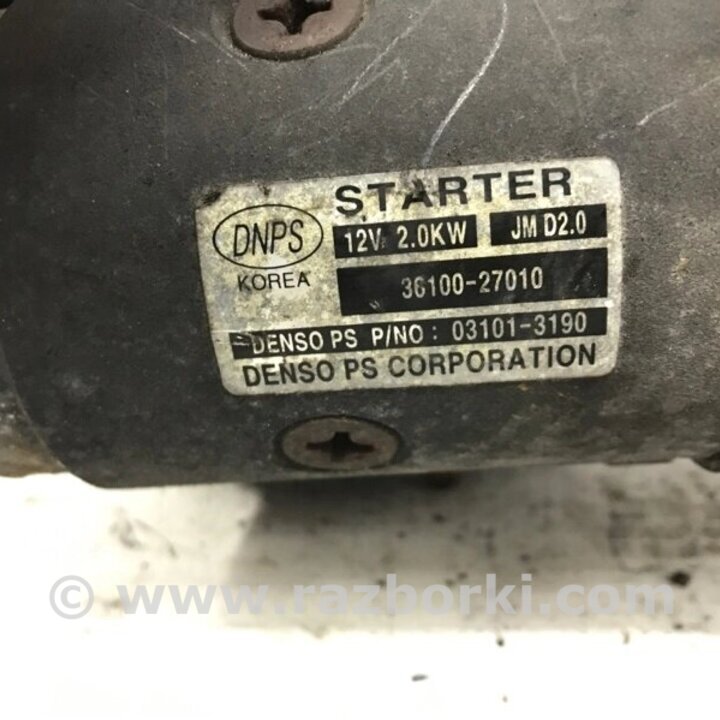 STARTER
DNPS 12V 2.0KW JM D2.0
KOREA 36100-27010
DENSO PS P/NO : 03101-3190
DENSO PS CORPORATION
© www.razborki.com